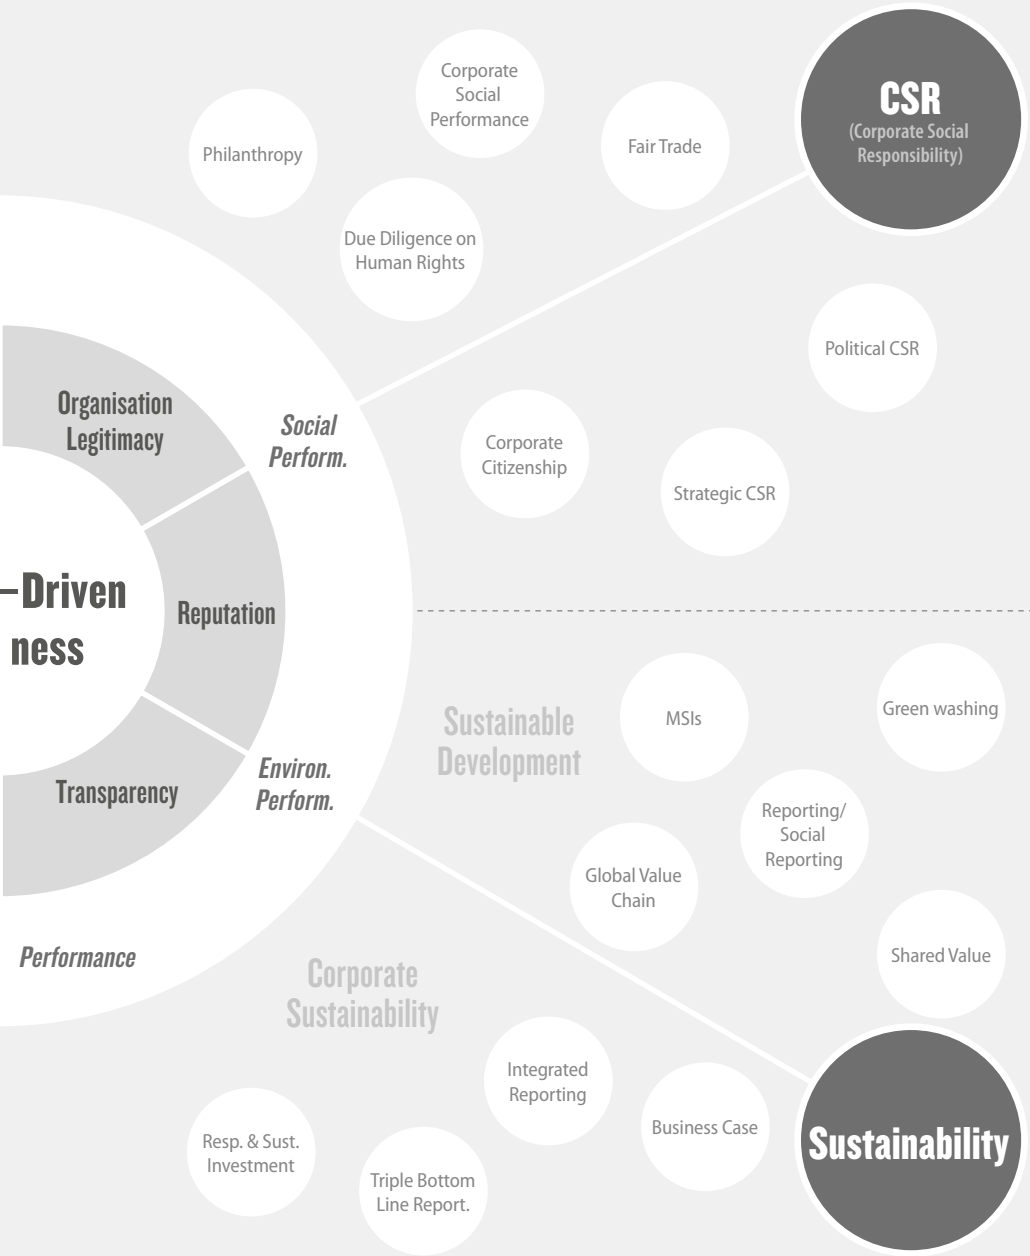 Corporate
Social
Performance
CSR
(Corporate Social
Responsibility)
Philanthropy
Fair Trade
Due Diligence on
Human Rights
Political CSR
Organisation
Legitimacy
Social
Perform.
Corporate
Citizenship
Strategic CSR
–Driven
ness
Reputation
Sustainable
Development
MSIs
Green washing
Environ.
Perform.
Transparency
Reporting/
Social
Reporting
Global Value
Chain
Performance
Shared Value
Corporate
Sustainability
Integrated
Reporting
Business Case
Sustainability
Resp. & Sust.
Investment
Triple Bottom
Line Report.